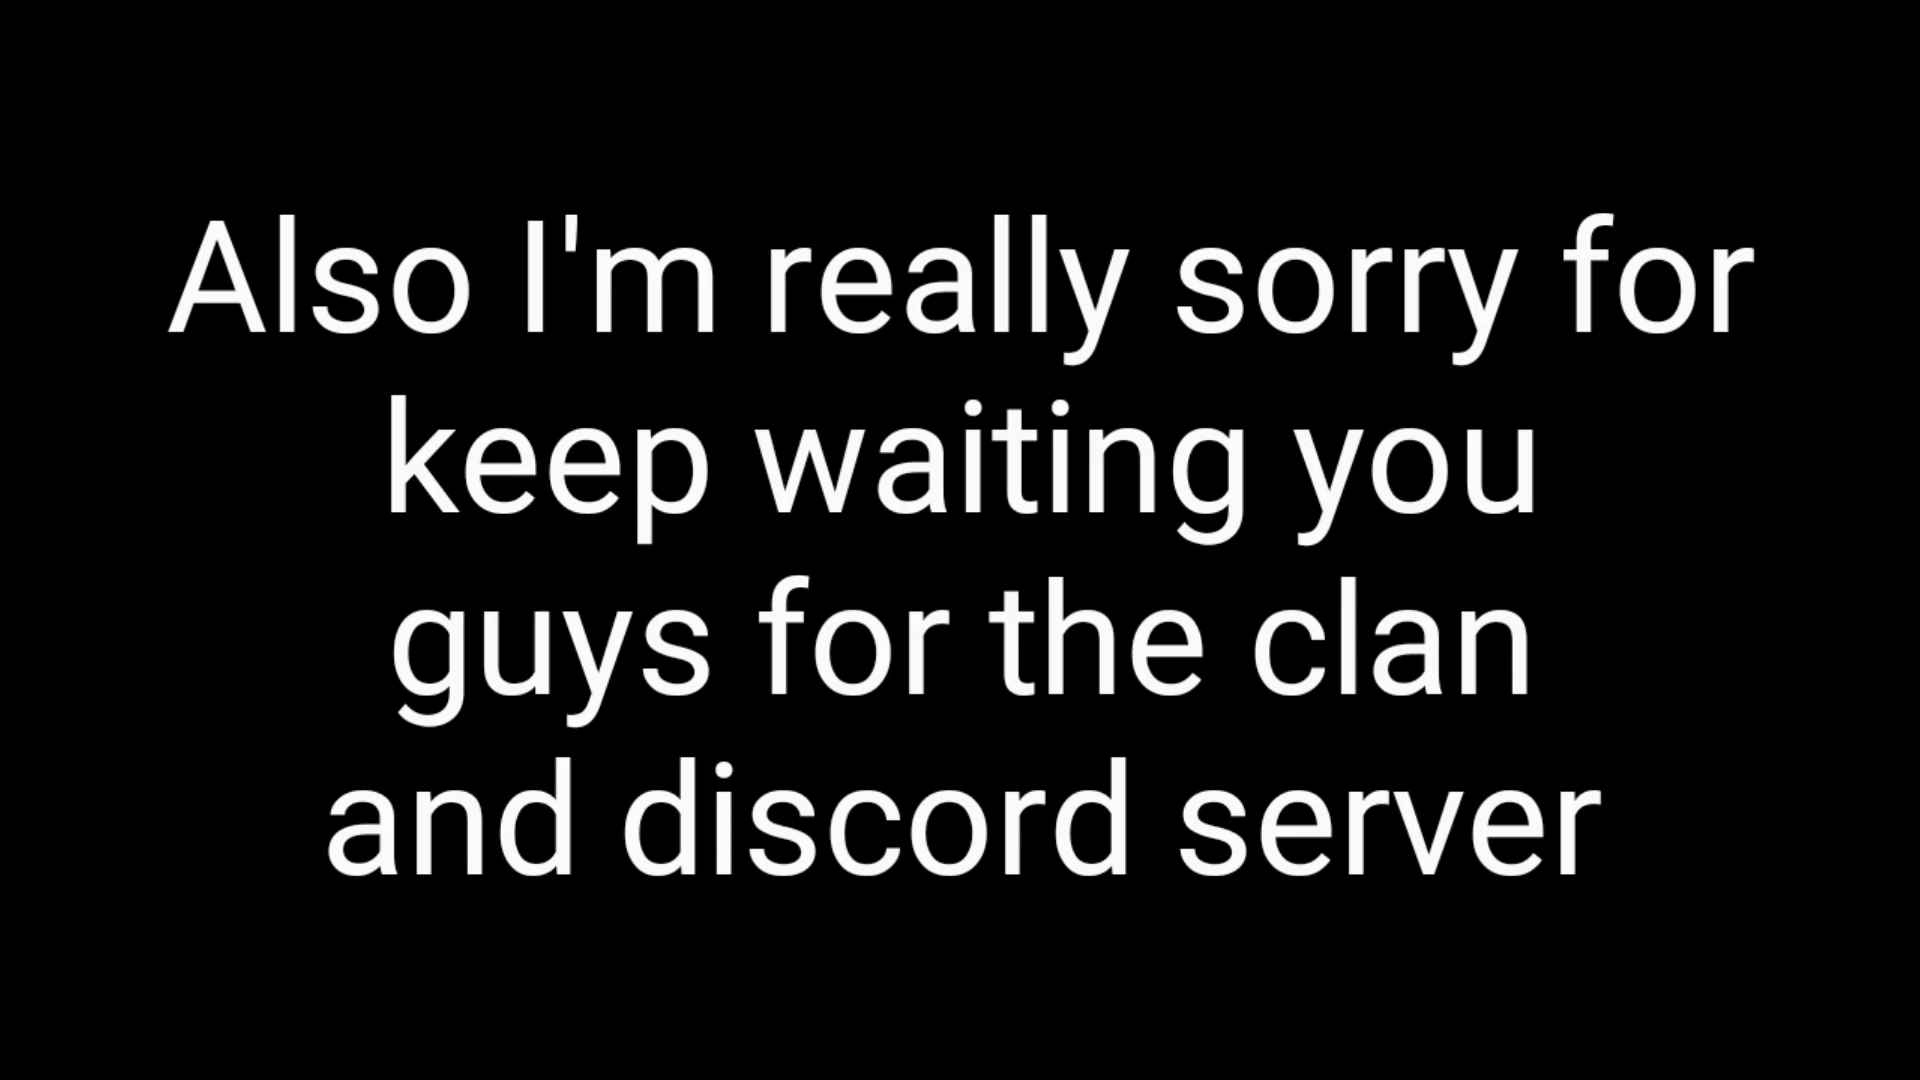 Also I'm really sorry for
keep waiting you
guys for the clan
and discord server